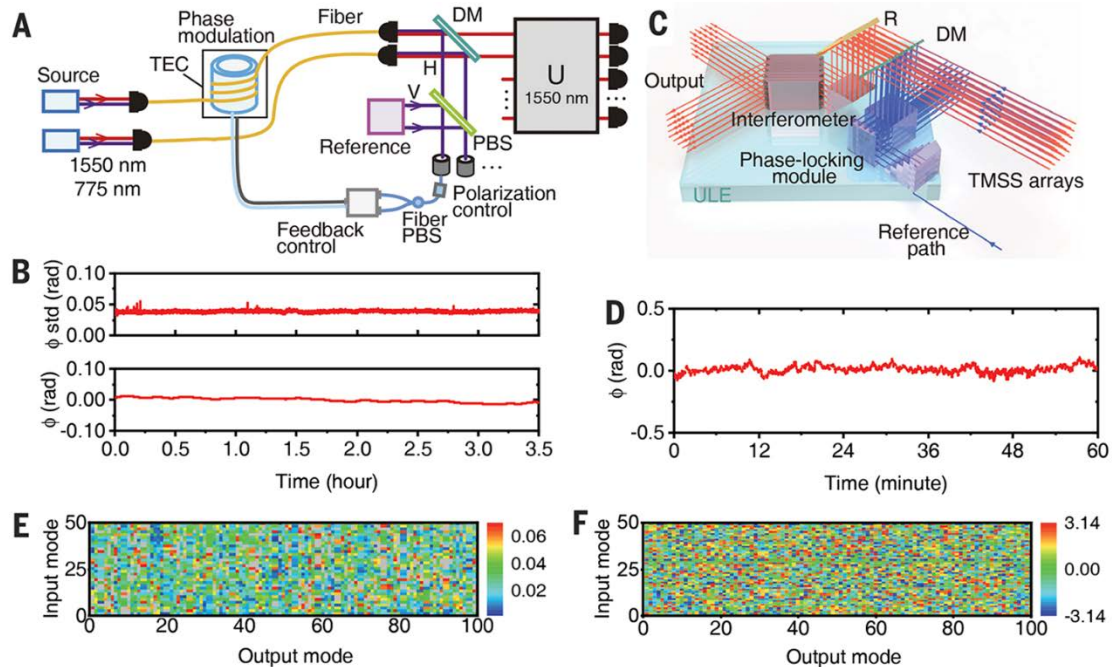 A
Phase
modulation
Fiber
DM
TEC
Source
H
V
U
1550 nm
Reference
PBS
1550 nm
775 nm
Polarization
control
Feedback
control
Fiber
PBS
C
R
DM
Output
Interferometer
Phase-locking
module
TMSS arrays
ULE
Reference
path
B
ϕ std (rad)
0.10
0.05
0.00
ϕ (rad)
0.10
0.00
-0.10
0.0 0.5 1.0 1.5 2.0 2.5 3.0 3.5
Time (hour)
D
ϕ (rad)
0.5
0.0
-0.5
0 12 24 36 48 60
Time (minute)
E
Input mode
50
25
0
0 20 40 60 80 100
Output mode
0.06
0.04
0.02
F
Input mode
50
25
0
0 20 40 60 80 100
Output mode
3.14
0.00
-3.14